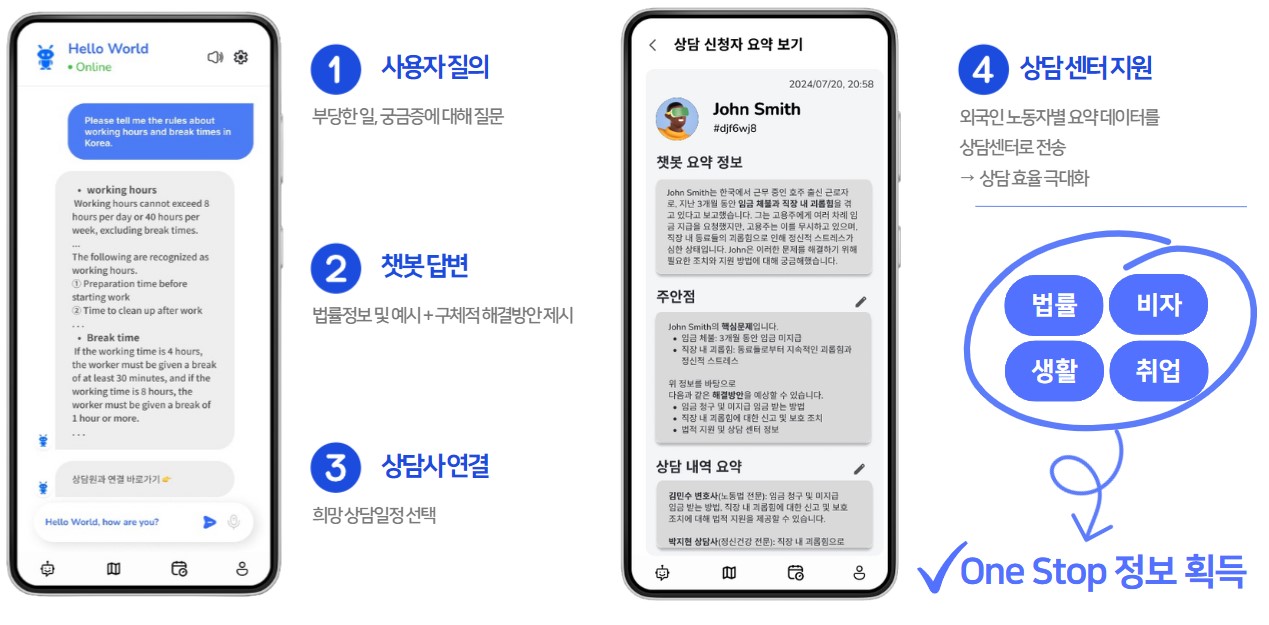 Hello World
• Online
Please tell me the rules about
working hours and break times in
Korea.
• working hours
Working hours cannot exceed 8
hours per day or 40 hours per
week, excluding break times.
...
The following are recognized as
working hours.
① Preparation time before
starting work
② Time to clean up after work
. . .
• Break time
If the working time is 4 hours,
the worker must be given a break
of at least 30 minutes, and if the
working time is 8 hours, the
worker must be given a break of
1 hour or more.
. . .
상담원과 연결 바로가기 👉
Hello World, how are you?
1 사용자 질의
부당한 일, 궁금증에 대해 질문
2 챗봇 답변
법률정보 및 예시 + 구체적 해결방안 제시
3 상담사 연결
희망 상담일정 선택
상담 신청자 요약 보기
2024/07/20, 20:58
John Smith
#djf6wj8
챗봇 요약 정보
John Smith는 한국에서 근무 중인 호주 출신 근로자
로, 지난 3개월 동안 임금 체불과 직장 내 괴롭힘을 겪
고 있다고 보고했습니다. 그는 고용주에게 여러 차례 임
금 지급을 요청했지만, 고용주는 이를 무시하고 있으며,
직장 내 동료들의 괴롭힘으로 인해 정신적 스트레스가
심한 상태입니다. John은 이러한 문제를 해결하기 위해
필요한 조치와 지원 방법에 대해 궁금해했습니다.
주안점
John Smith의 핵심문제입니다.
• 임금 체불: 3개월 동안 임금 미지급
• 직장 내 괴롭힘: 동료들로부터 지속적인 괴롭힘과
정신적 스트레스
위 정보를 바탕으로
다음과 같은 해결방안을 예상할 수 있습니다.
• 임금 청구 및 미지급 임금 받는 방법
• 직장 내 괴롭힘에 대한 신고 및 보호 조치
• 법적 지원 및 상담 센터 정보
상담 내역 요약
김민수 변호사(노동법 전문): 임금 청구 및 미지급
임금 받는 방법, 직장 내 괴롭힘에 대한 신고 및 보호
조치에 대해 법적 지원을 제공할 수 있습니다.
박지현 상담사(정신건강 전문): 직장 내 괴롭힘으로
4 상담 센터 지원
외국인 노동자별 요약 데이터를
상담센터로 전송
→ 상담 효율 극대화
법률 비자
생활 취업
One Stop 정보 획득